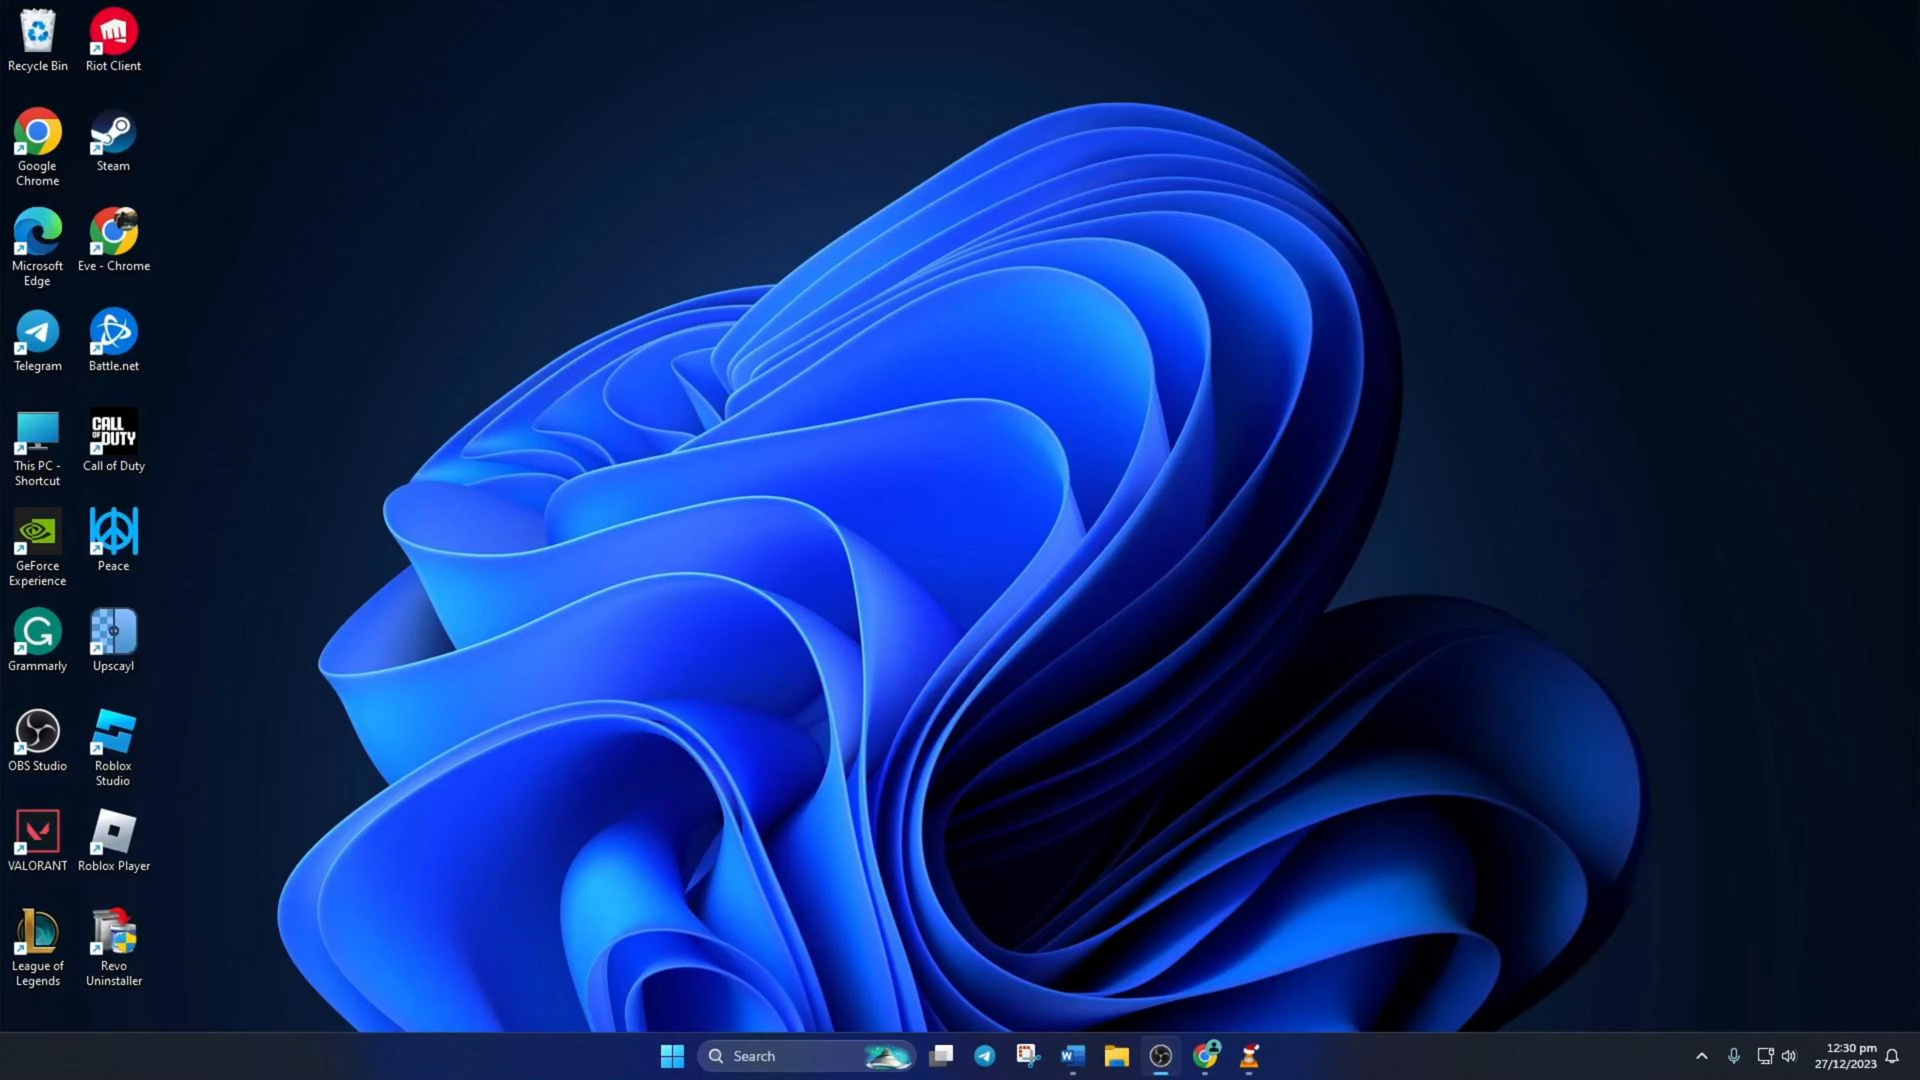 Recycle Bin
Riot Client
Google
Chrome
Steam
Microsoft
Edge
Eve - Chrome
Telegram
Battle.net
This PC -
Shortcut
CALL
OF DUTY
Call of Duty
GeForce
Experience
Peace
Grammarly
Upscayl
OBS Studio
Roblox
Studio
VALORANT
Roblox Player
League of
Legends
Revo
Uninstaller
Search
12:30 pm
27/12/2023